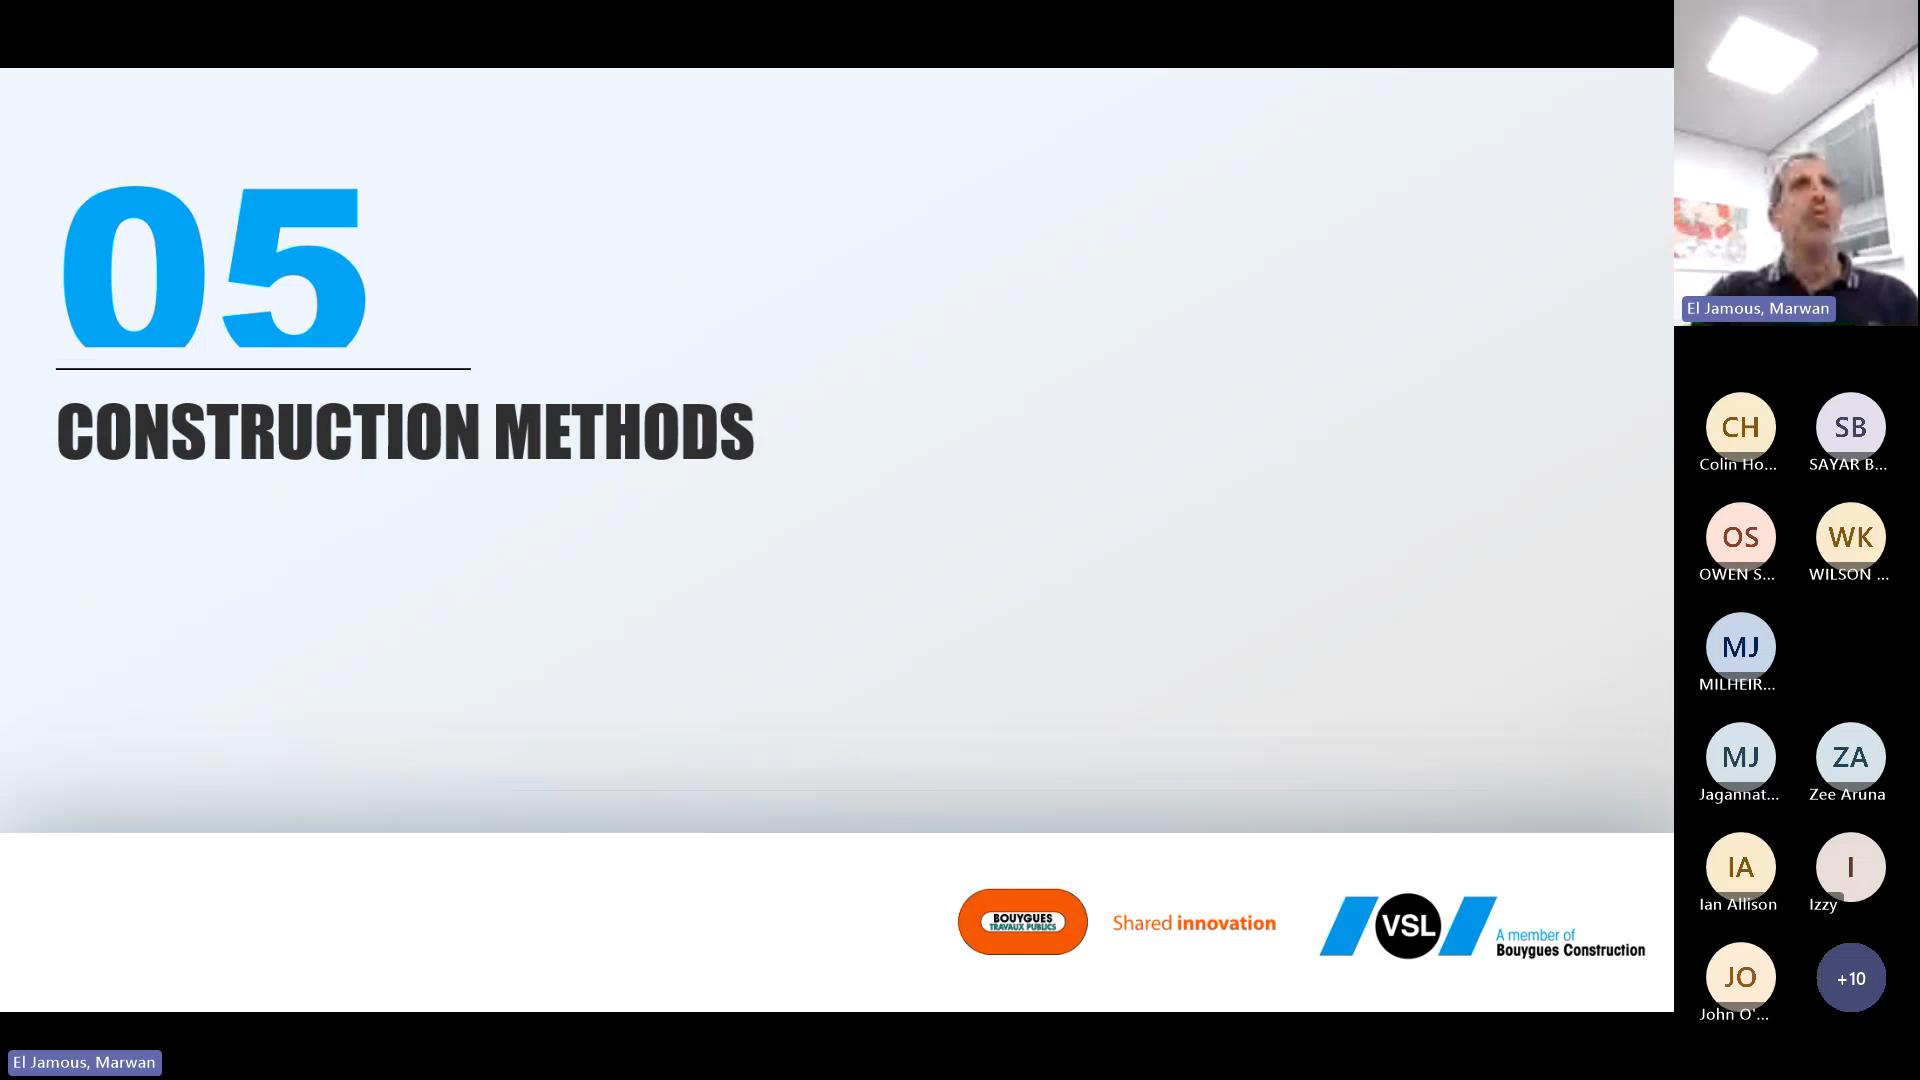 05
CONSTRUCTION METHODS
BOUYGUES
TRAVAUX PUBLICS
Shared innovation
VSL
A member of
Bouygues Construction
El Jamous, Marwan
El Jamous, Marwan
CH
Colin Ho...
SB
SAYAR B...
OS
OWEN S...
WK
WILSON ...
MJ
MILHEIR...
MJ
Jagannat...
ZA
Zee Aruna
IA
Ian Allison
I
Izzy
JO
John O'...
+10